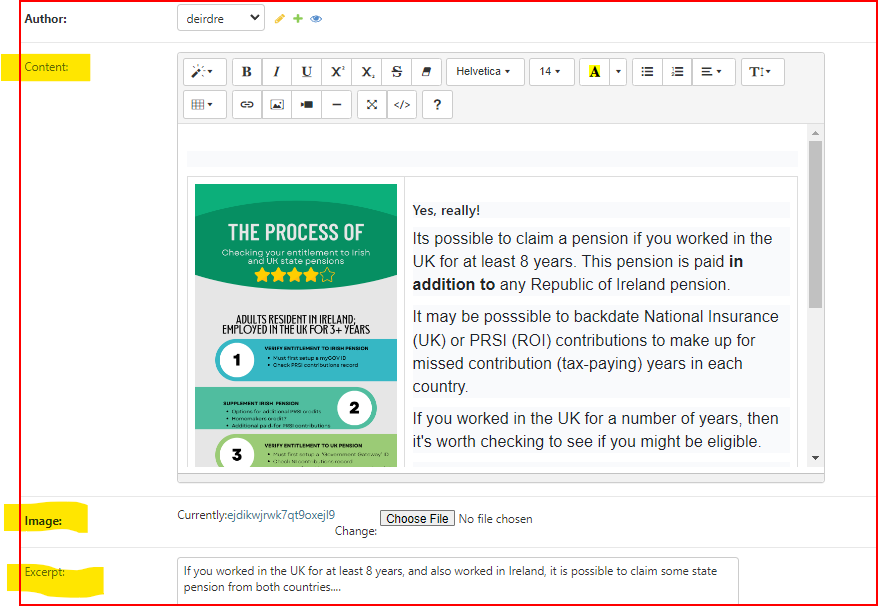 Author:
deirdre
Content:
B I U X² X₂ S Helvetica 14 A T
</> ?
THE PROCESS OF
Checking your entitlement to Irish
and UK state pensions
ADULTS RESIDENT IN IRELAND;
EMPLOYED IN THE UK FOR 3+ YEARS
1
VERIFY ENTITLEMENT TO IRISH PENSION
• Must first setup a myGOV ID
• Check PRSI contributions record
SUPPLEMENT IRISH PENSION
• Options for additional PRSI credits
• Homemakers credit?
• Additional paid-for PRSI contributions
2
3
VERIFY ENTITLEMENT TO UK PENSION
• Must first setup a 'Government Gateway' ID
• Check NI contributions record
Yes, really!
Its possible to claim a pension if you worked in the
UK for at least 8 years. This pension is paid in
addition to any Republic of Ireland pension.
It may be posssible to backdate National Insurance
(UK) or PRSI (ROI) contributions to make up for
missed contribution (tax-paying) years in each
country.
If you worked in the UK for a number of years, then
it's worth checking to see if you might be eligible.
Image:
Currently:ejdikwjrwk7qt9oxejl9
Change: Choose File No file chosen
Excerpt:
If you worked in the UK for at least 8 years, and also worked in Ireland, it is possible to claim some state
pension from both countries....